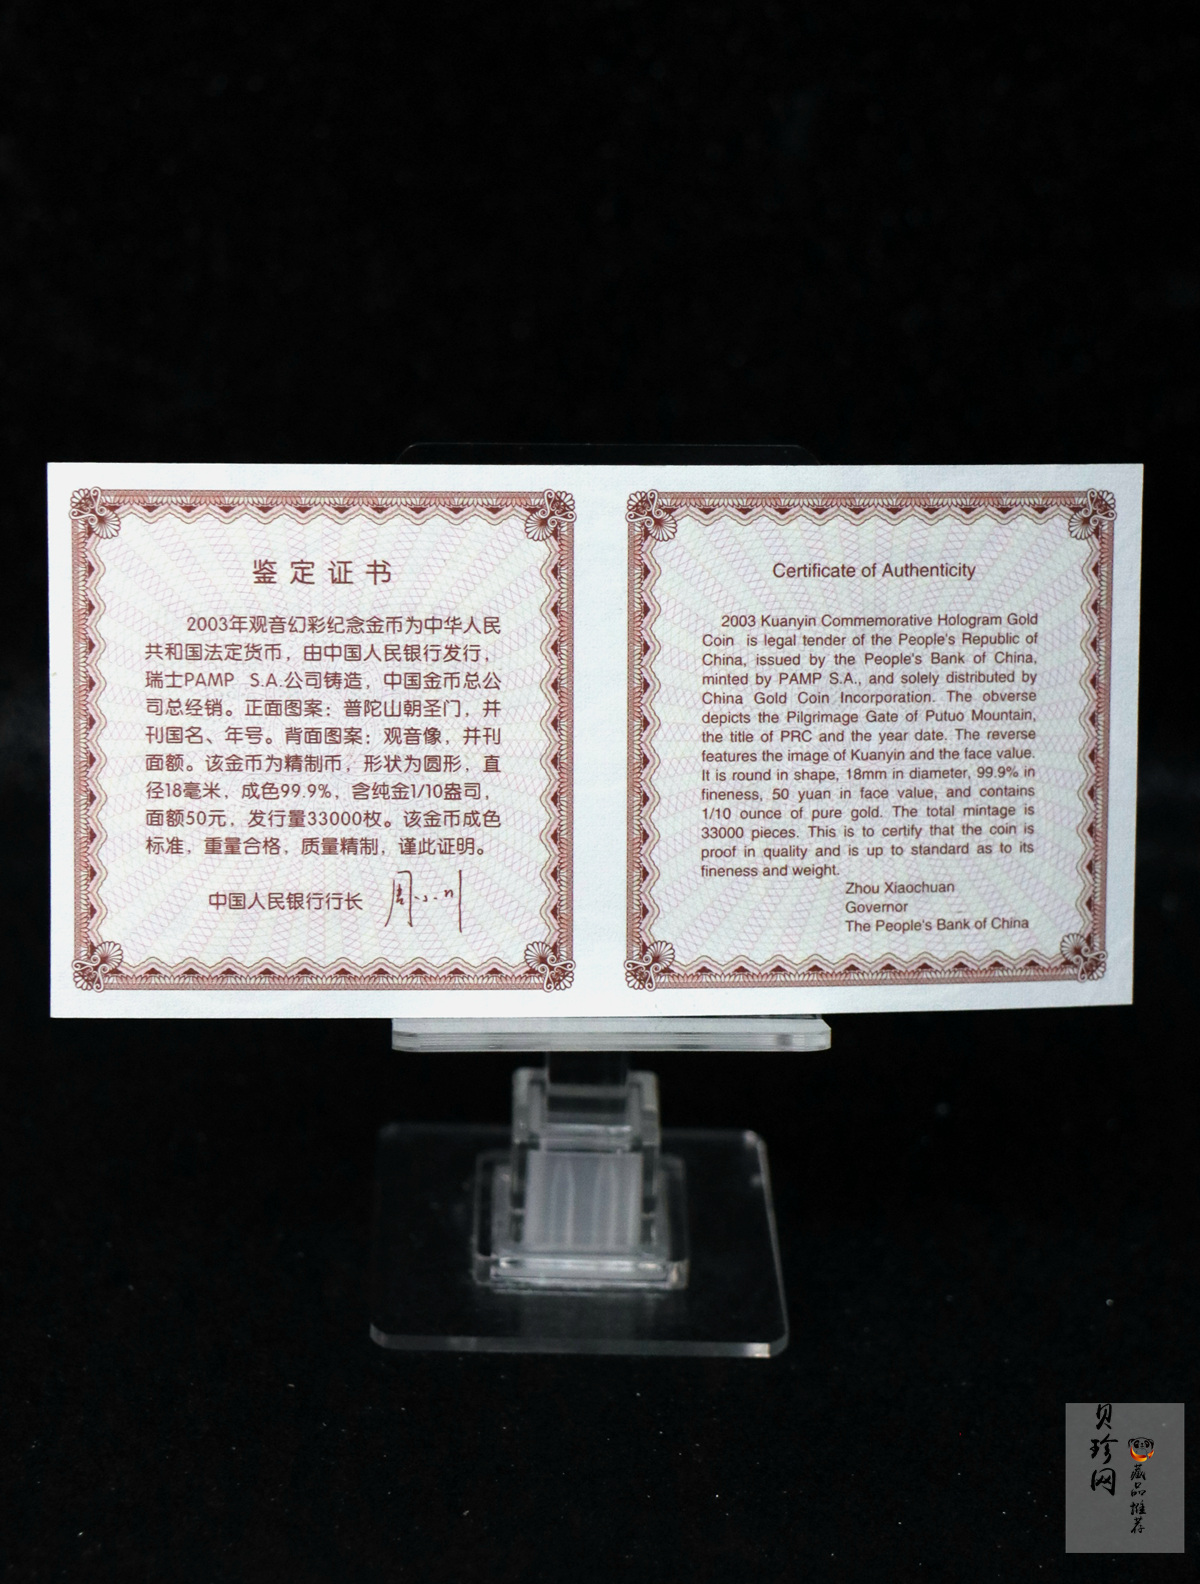 鉴定证书
2003年观音幻彩纪念金币为中华人民
共和国法定货币，由中国人民银行发行，
瑞士PAMP S.A.公司铸造，中国金币总公
司总经销。正面图案：普陀山朝圣门，并
刊国名、年号。背面图案：观音像，并刊
面额。该金币为精制币，形状为圆形，直
径18毫米，成色99.9%，含纯金1/10盎司，
面额50元，发行量33000枚。该金币成色
标准，重量合格，质量精制，谨此证明。
中国人民银行行长 周小川
Certificate of Authenticity
2003 Kuanyin Commemorative Hologram Gold
Coin is legal tender of the People's Republic of
China, issued by the People's Bank of China,
minted by PAMP S.A., and solely distributed by
China Gold Coin Incorporation. The obverse
depicts the Pilgrimage Gate of Putuo Mountain,
the title of PRC and the year date. The reverse
features the image of Kuanyin and the face value.
It is round in shape, 18mm in diameter, 99.9% in
fineness, 50 yuan in face value, and contains
1/10 ounce of pure gold. The total mintage is
33000 pieces. This is to certify that the coin is
proof in quality and is up to standard as to its
fineness and weight.
Zhou Xiaochuan
Governor
The People's Bank of China
贝珍网
藏品推荐